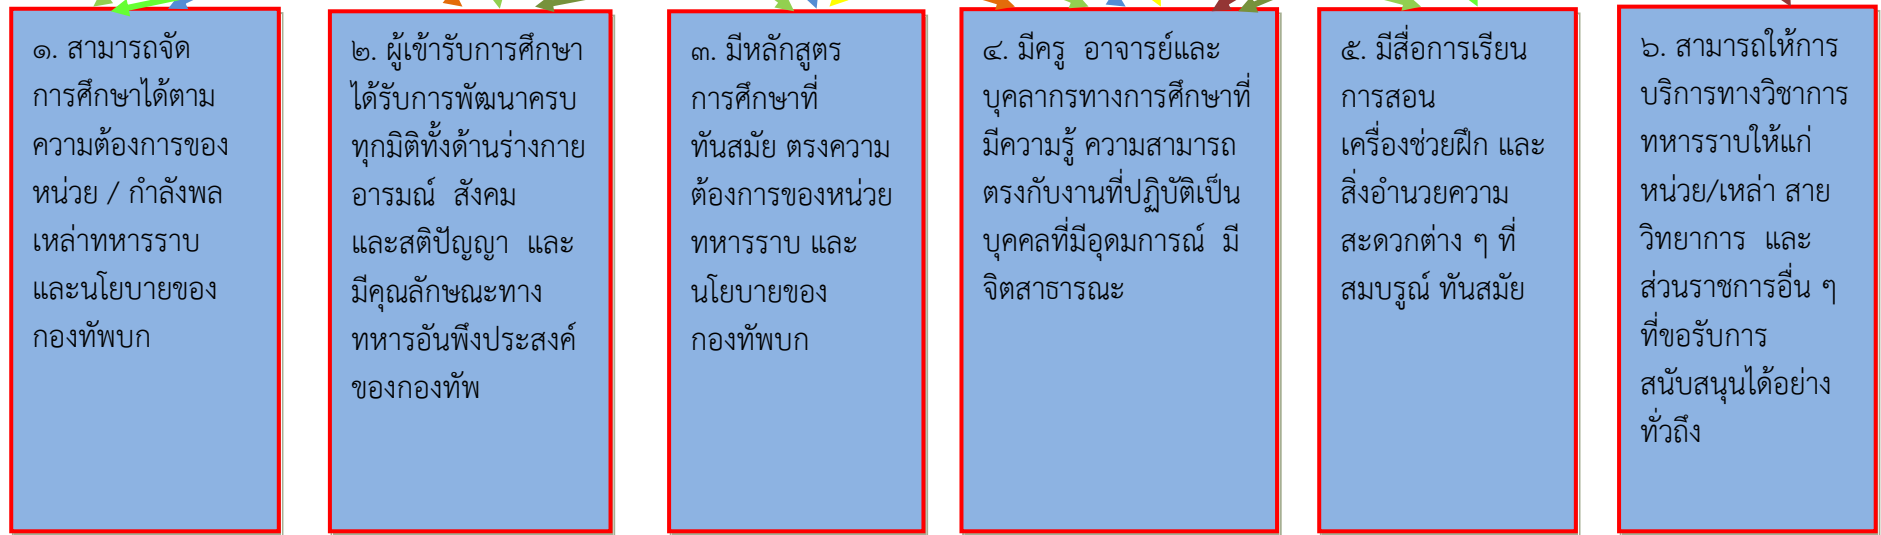 ๑. สามารถจัด
การศึกษาได้ตาม
ความต้องการของ
หน่วย / กำลังพล
เหล่าทหารราบ
และนโยบายของ
กองทัพบก
๒. ผู้เข้ารับการศึกษา
ได้รับการพัฒนาครบ
ทุกมิติทั้งด้านร่างกาย
อารมณ์  สังคม
และสติปัญญา  และ
มีคุณลักษณะทาง
ทหารอันพึงประสงค์
ของกองทัพ
๓. มีหลักสูตร
การศึกษาที่
ทันสมัย ตรงความ
ต้องการของหน่วย
ทหารราบ และ
นโยบายของ
กองทัพบก
๔. มีครู  อาจารย์และ
บุคลากรทางการศึกษาที่
มีความรู้ ความสามารถ
ตรงกับงานที่ปฏิบัติเป็น
บุคคลที่มีอุดมการณ์  มี
จิตสาธารณะ
๕. มีสื่อการเรียน
การสอน
เครื่องช่วยฝึก และ
สิ่งอำนวยความ
สะดวกต่าง ๆ ที่
สมบรูณ์ ทันสมัย
๖. สามารถให้การ
บริการทางวิชาการ
ทหารราบให้แก่
หน่วย/เหล่า สาย
วิทยาการ  และ
ส่วนราชการอื่น ๆ
ที่ขอรับการ
สนับสนุนได้อย่าง
ทั่วถึง